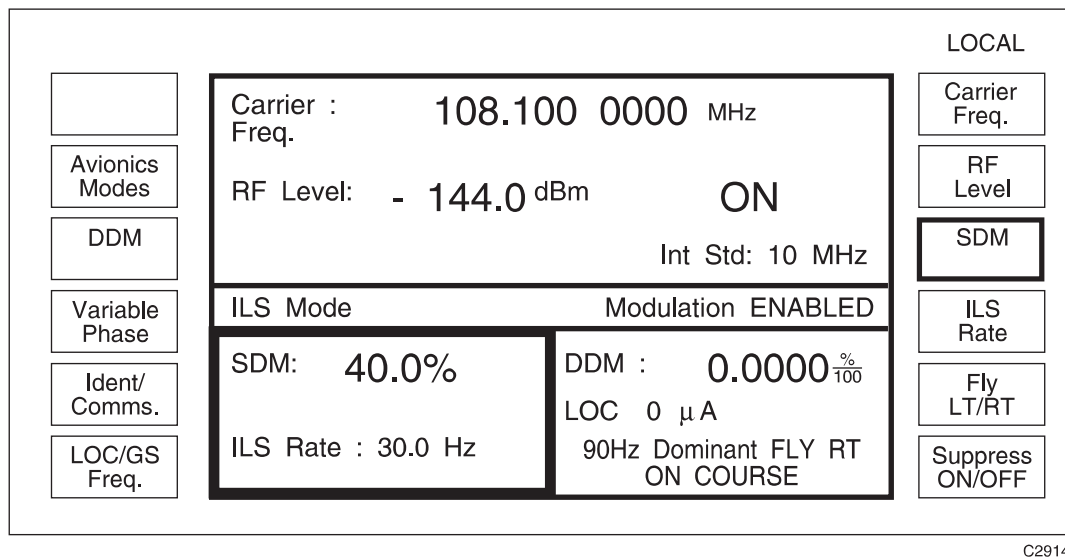 LOCAL
Avionics
Modes
DDM
Variable
Phase
Ident/
Comms.
LOC/GS
Freq.
Carrier : 108.100 0000 MHz
Freq.
RF Level: - 144.0 dBm ON
Int Std: 10 MHz
ILS Mode Modulation ENABLED
SDM: 40.0%
ILS Rate : 30.0 Hz
DDM : 0.0000 %/100
LOC 0 μA
90Hz Dominant FLY RT
ON COURSE
Carrier
Freq.
RF
Level
SDM
ILS
Rate
Fly
LT/RT
Suppress
ON/OFF
C2914